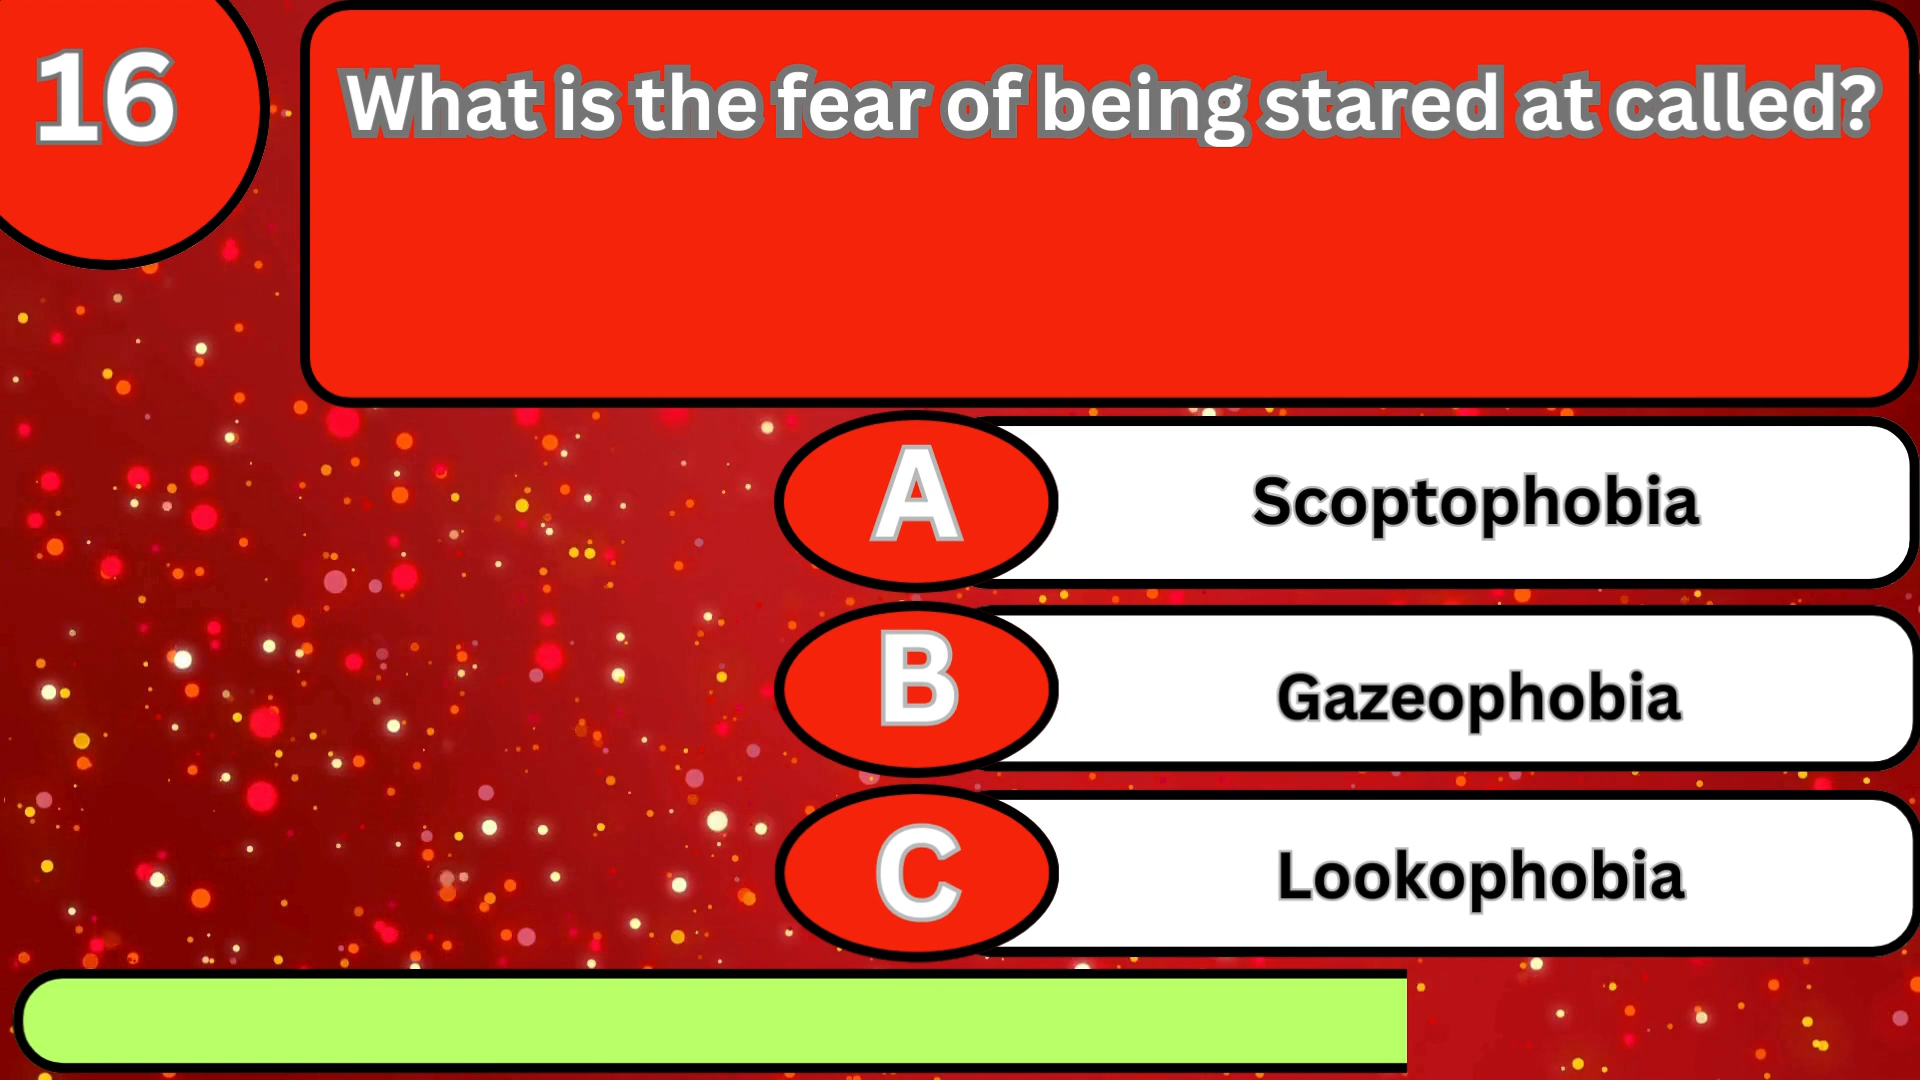 16
What is the fear of being stared at called?
A
Scoptophobia
B
Gazeophobia
C
Lookophobia